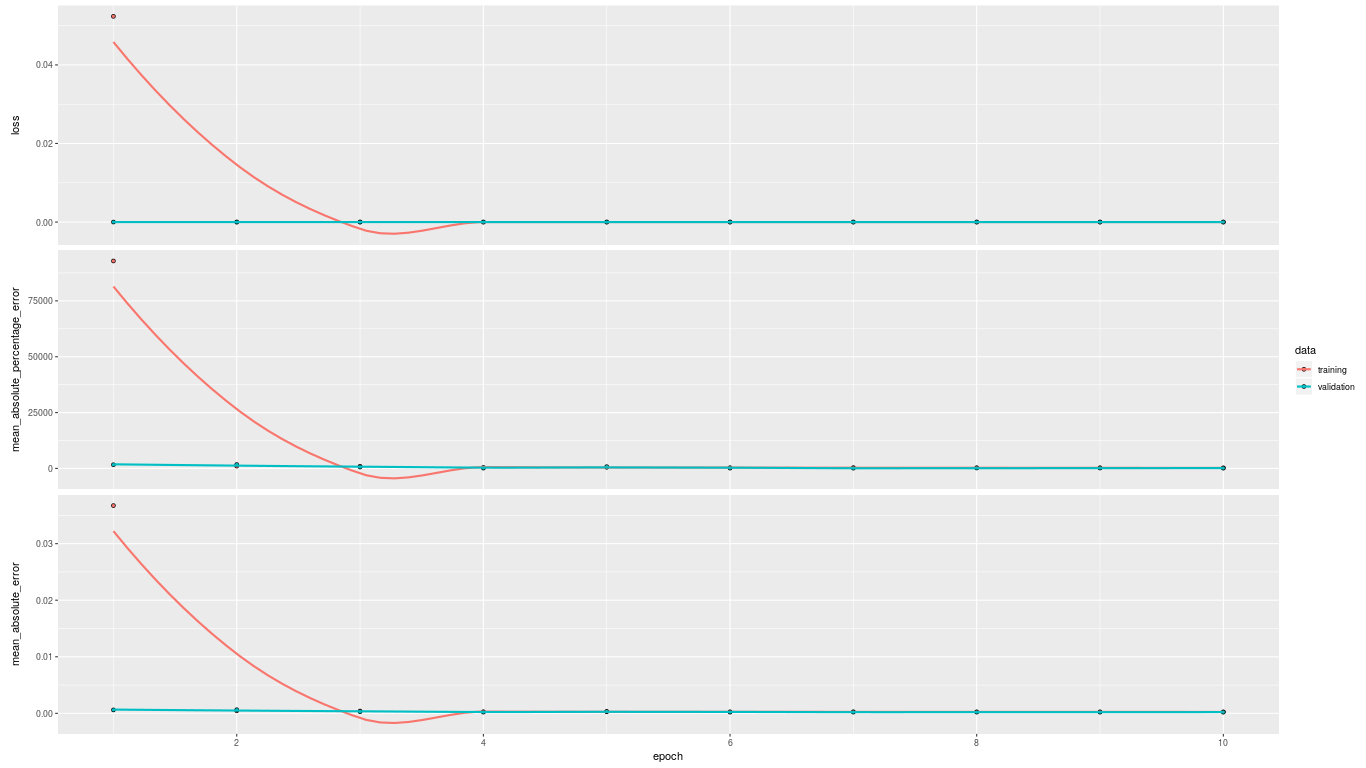 loss
0.04
0.02
0.00
mean_absolute_percentage_error
75000
50000
25000
0
mean_absolute_error
0.03
0.02
0.01
0.00
2
4
6
8
10
epoch
data
training
validation